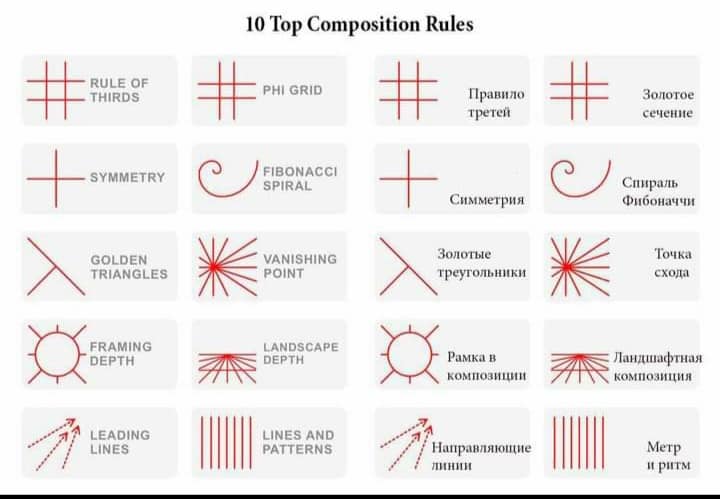 10 Top Composition Rules
RULE OF
THIRDS
PHI GRID
Правило
третей
Золотое
сечение
SYMMETRY
FIBONACCI
SPIRAL
Симметрия
Спираль
Фибоначчи
GOLDEN
TRIANGLES
VANISHING
POINT
Золотые
треугольники
Точка
схода
FRAMING
DEPTH
LANDSCAPE
DEPTH
Рамка в
композиции
Ландшафтная
композиция
LEADING
LINES
LINES AND
PATTERNS
Направляющие
линии
Метр
и ритм